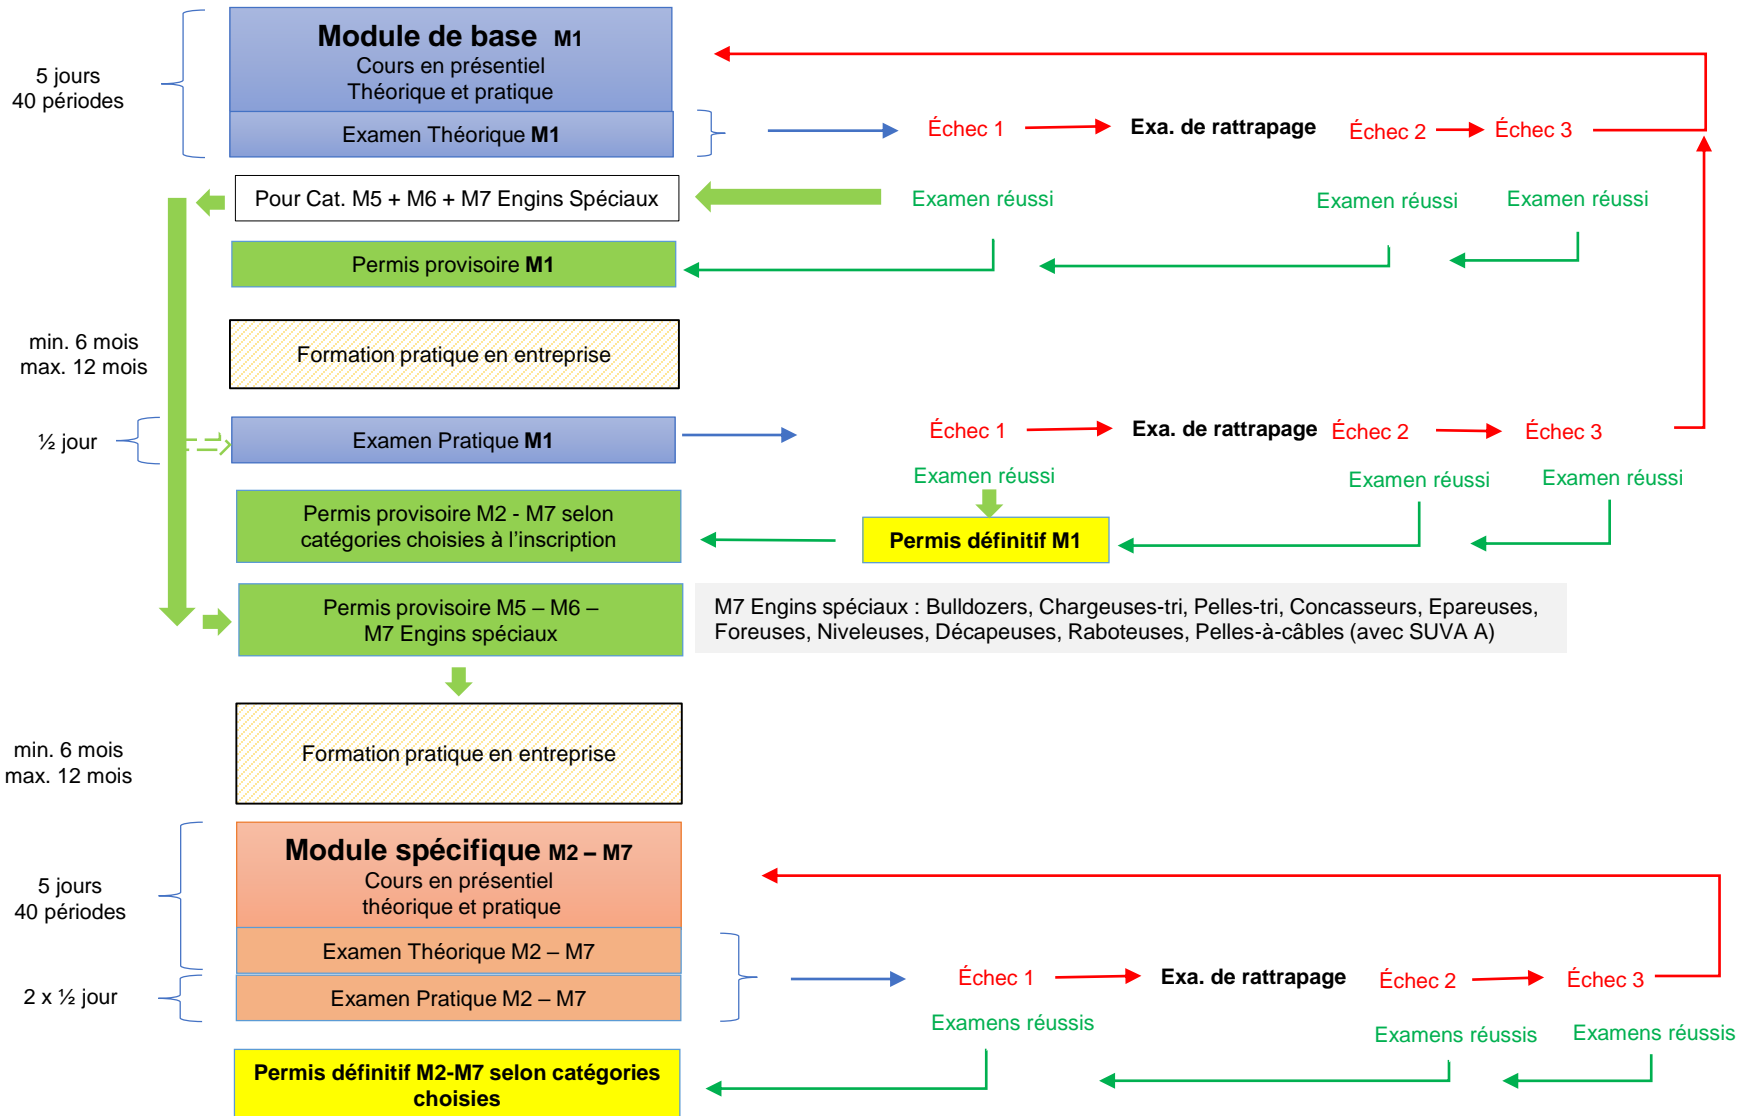 Module de base M1
Cours en présentiel
Théorique et pratique
5 jours
40 périodes
Examen Théorique M1
Échec 1
Exa. de rattrapage
Échec 2
Échec 3
Pour Cat. M5 + M6 + M7 Engins Spéciaux
Examen réussi
Examen réussi
Examen réussi
Permis provisoire M1
min. 6 mois
max. 12 mois
Formation pratique en entreprise
½ jour
Examen Pratique M1
Échec 1
Exa. de rattrapage
Échec 2
Échec 3
Examen réussi
Examen réussi
Examen réussi
Permis provisoire M2 - M7 selon
catégories choisies à l’inscription
Permis définitif M1
Permis provisoire M5 – M6 –
M7 Engins spéciaux
M7 Engins spéciaux : Bulldozers, Chargeuses-tri, Pelles-tri, Concasseurs, Epareuses,
Foreuses, Niveleuses, Décapeuses, Raboteuses, Pelles-à-câbles (avec SUVA A)
min. 6 mois
max. 12 mois
Formation pratique en entreprise
Module spécifique M2 – M7
Cours en présentiel
théorique et pratique
5 jours
40 périodes
Examen Théorique M2 – M7
2 x ½ jour
Examen Pratique M2 – M7
Échec 1
Exa. de rattrapage
Échec 2
Échec 3
Examens réussis
Examens réussis
Examens réussis
Permis définitif M2-M7 selon catégories
choisies